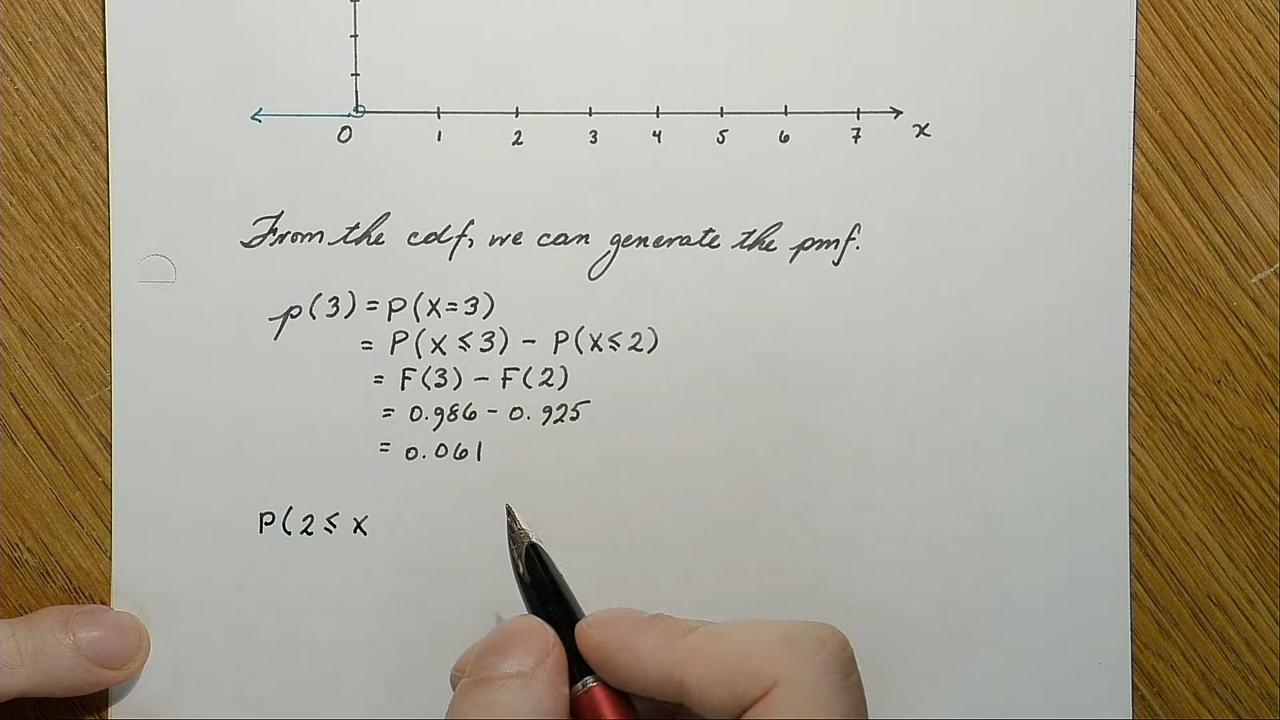 0 1 2 3 4 5 6 7 x
From the cdf, we can generate the pmf.
p(3) = P(X=3)
= P(X≤3) - P(X≤2)
= F(3) - F(2)
= 0.986 - 0.925
= 0.061
P(2≤ X